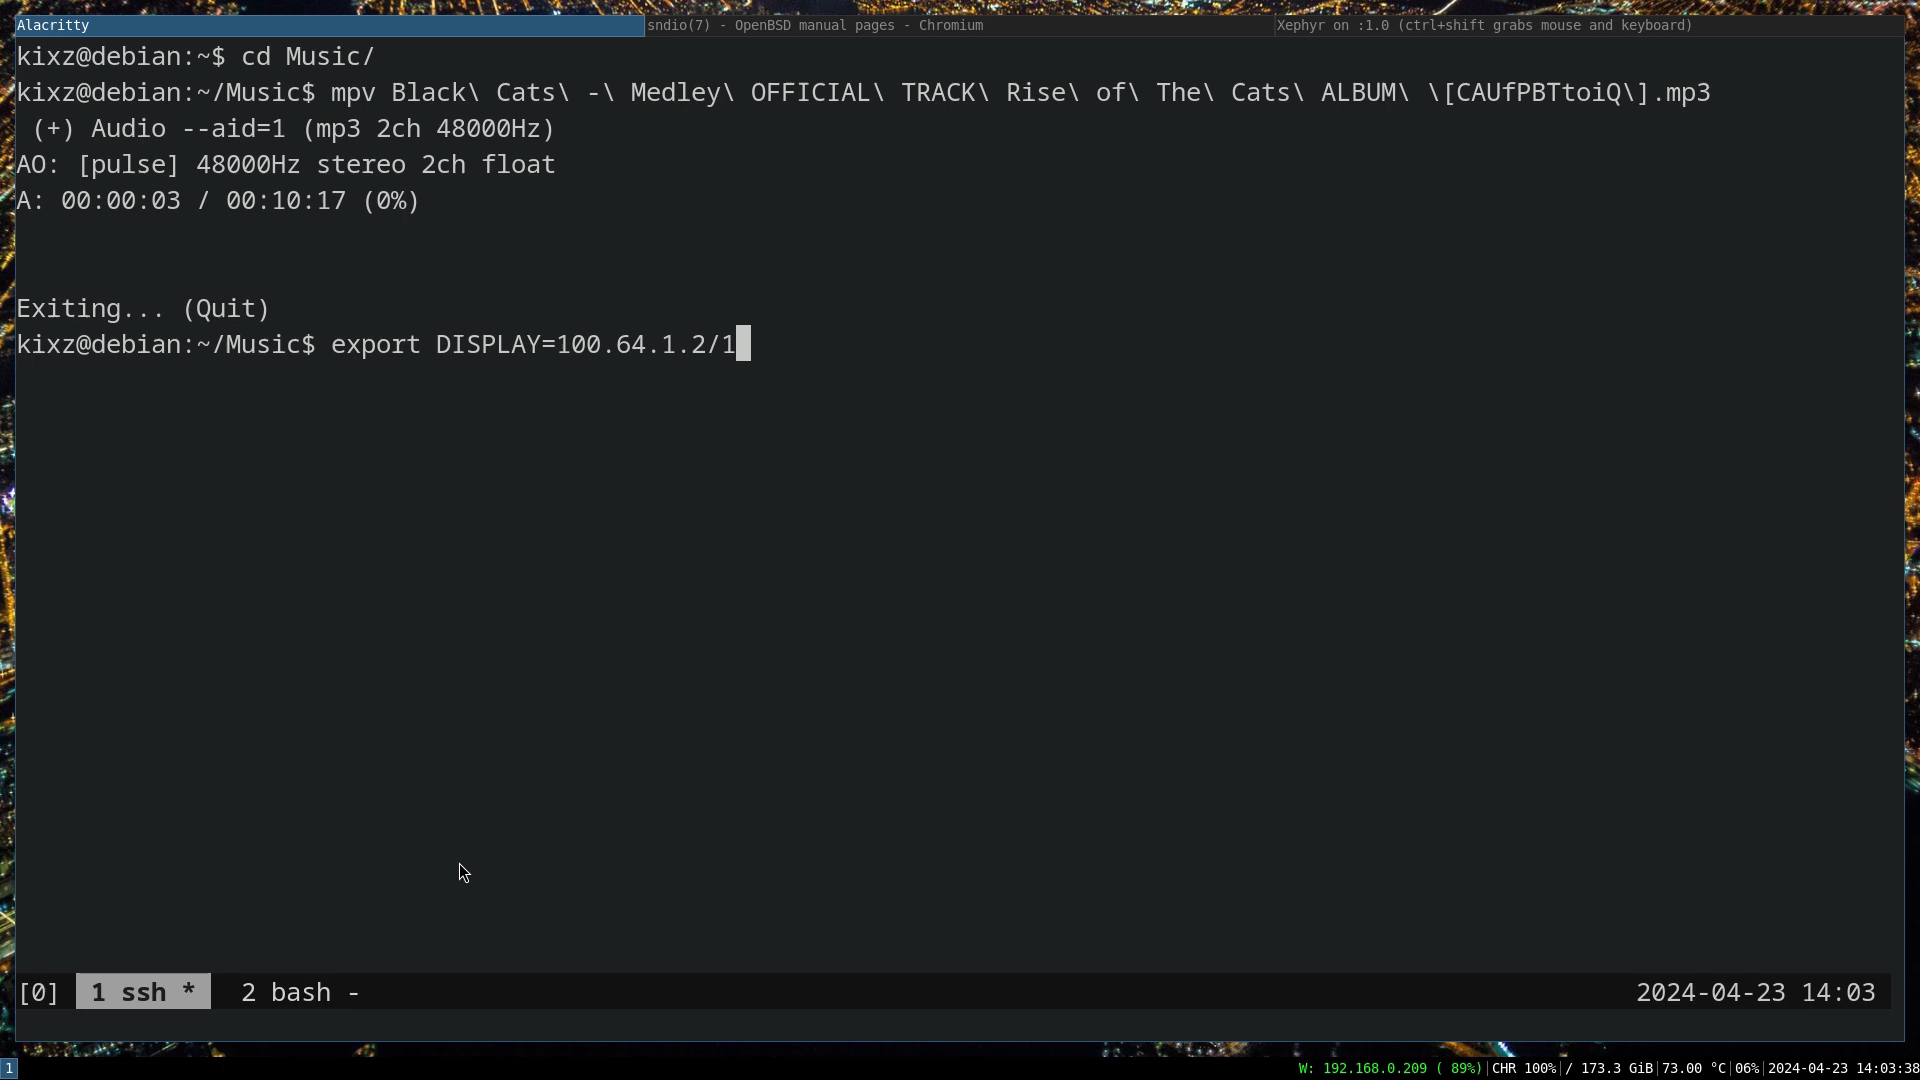 Alacritty
sndio(7) - OpenBSD manual pages - Chromium
Xephyr on :1.0 (ctrl+shift grabs mouse and keyboard)
kixz@debian:~$ cd Music/
kixz@debian:~/Music$ mpv Black\ Cats\ -\ Medley\ OFFICIAL\ TRACK\ Rise\ of\ The\ Cats\ ALBUM\ \[CAUfPBTtoiQ\].mp3
(+) Audio --aid=1 (mp3 2ch 48000Hz)
AO: [pulse] 48000Hz stereo 2ch float
A: 00:00:03 / 00:10:17 (0%)
Exiting... (Quit)
kixz@debian:~/Music$ export DISPLAY=100.64.1.2/1
[0] 1 ssh * 2 bash - 2024-04-23 14:03
1 W: 192.168.0.209 ( 89%)|CHR 100%|/ 173.3 GiB|73.00 °C|06%|2024-04-23 14:03:38